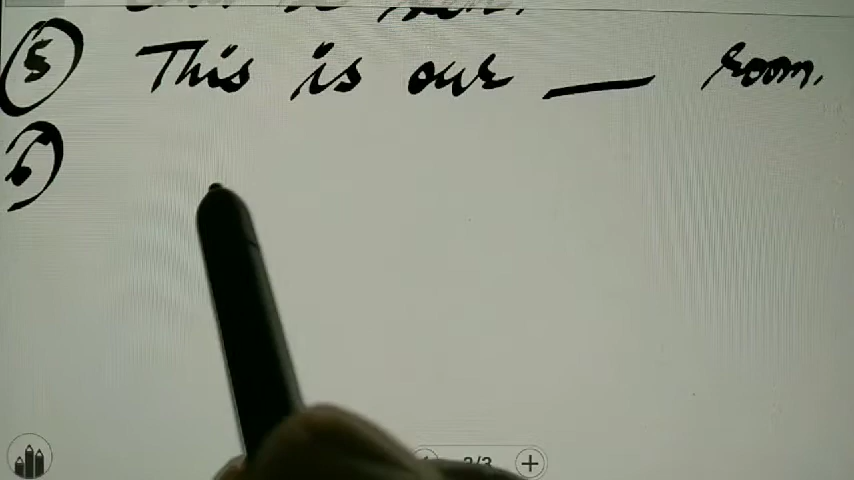 ⑤ This is our ___ room.
⑥
2/3